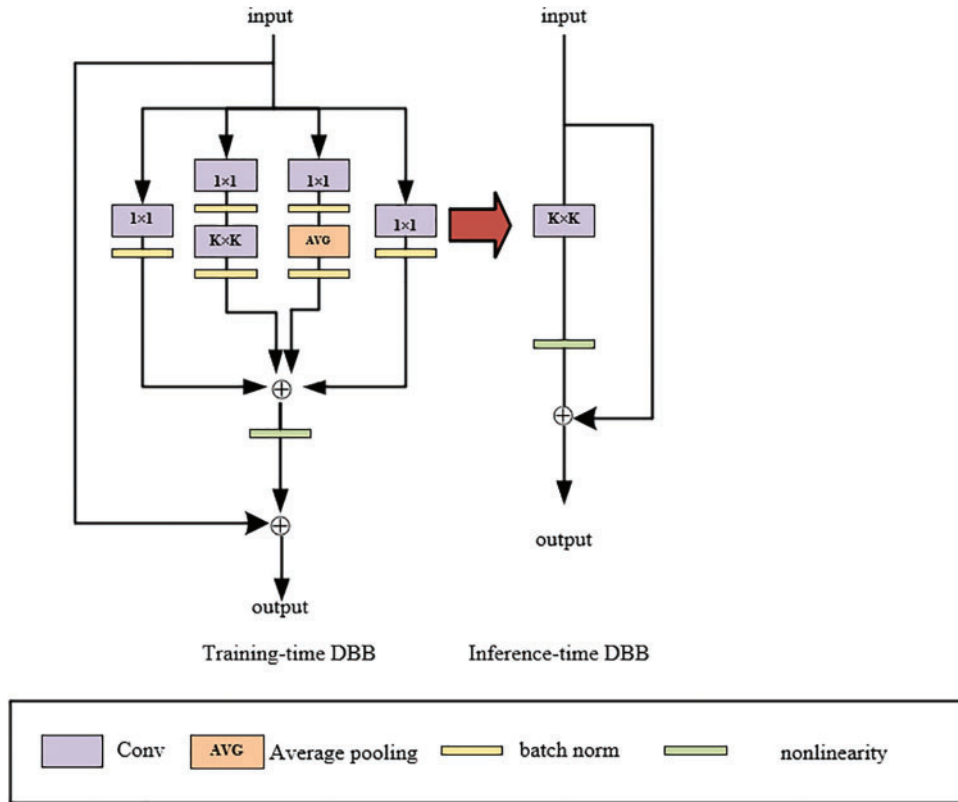 input
input
1×1
1×1
1×1
1×1
K×K
K×K
AVG
output
output
Training-time DBB
Inference-time DBB
Conv
AVG
Average pooling
batch norm
nonlinearity